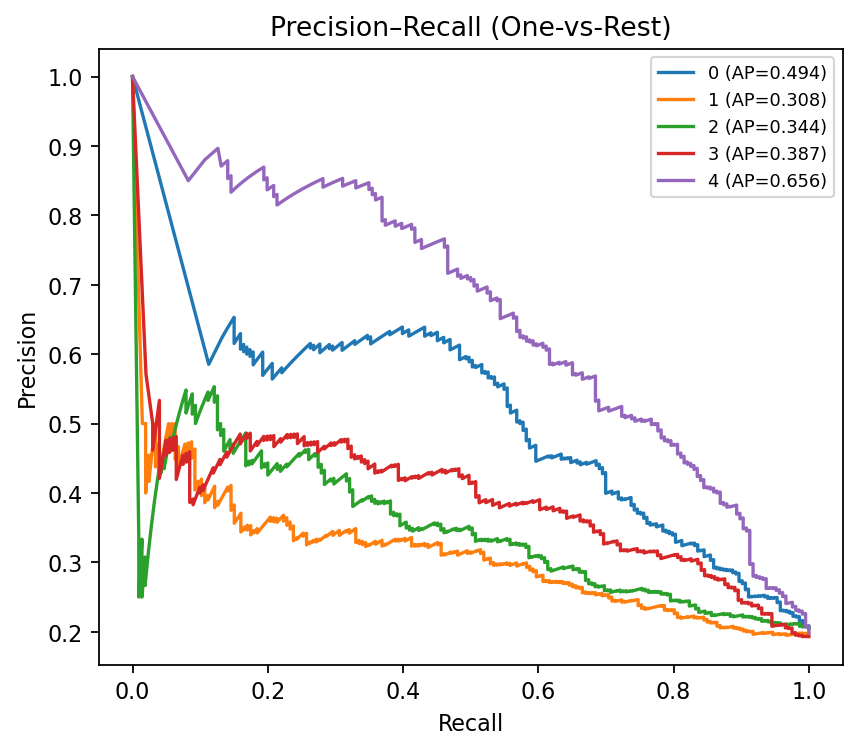 Precision–Recall (One-vs-Rest)
0 (AP=0.494)
1 (AP=0.308)
2 (AP=0.344)
3 (AP=0.387)
4 (AP=0.656)
1.0
0.9
0.8
0.7
0.6
0.5
0.4
0.3
0.2
Precision
0.0 0.2 0.4 0.6 0.8 1.0
Recall